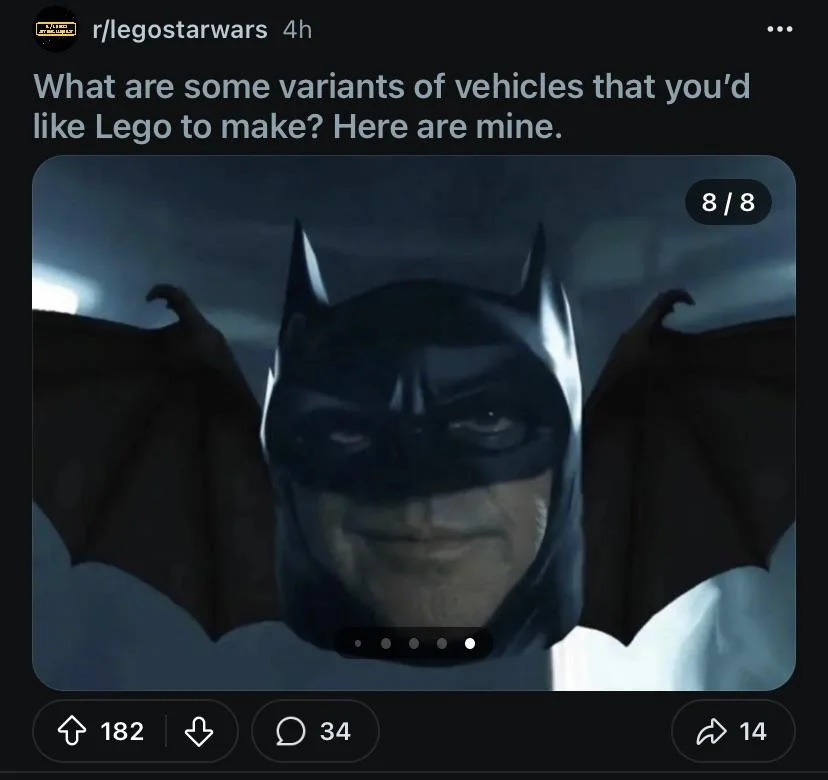 r/legostarwars 4h
What are some variants of vehicles that you’d
like Lego to make? Here are mine.
8 / 8
182
34
14